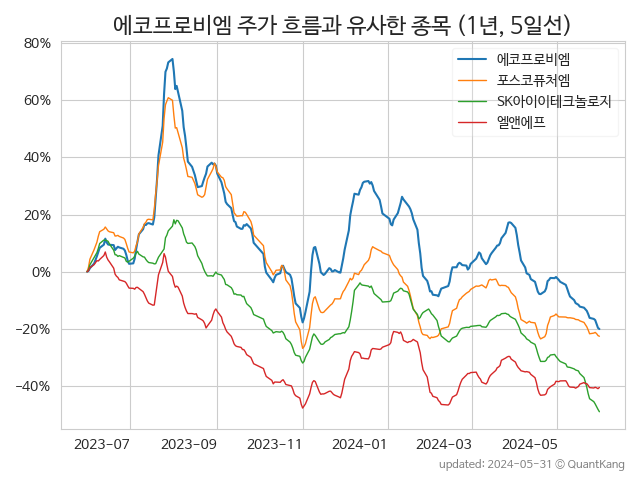 에코프로비엠 주가 흐름과 유사한 종목 (1년, 5일선)
80%
60%
40%
20%
0%
−20%
−40%
에코프로비엠
포스코퓨처엠
SK아이이테크놀로지
엘앤에프
2023-07 2023-09 2023-11 2024-01 2024-03 2024-05
updated: 2024-05-31 © QuantKang